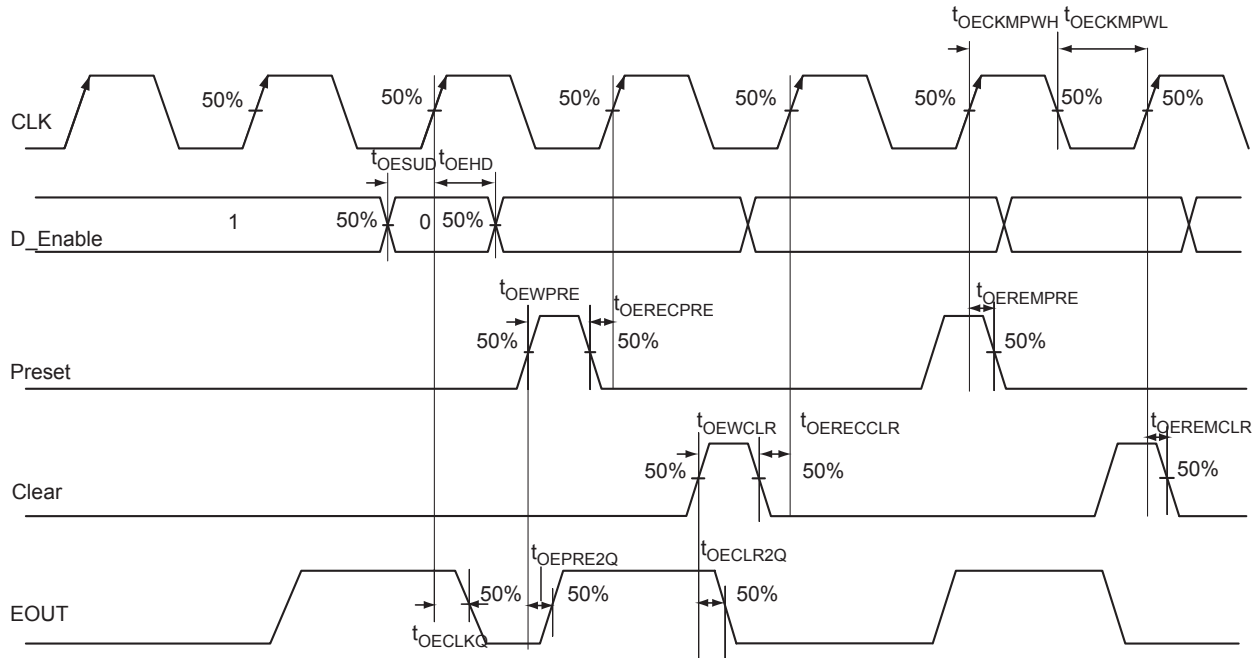 tOECKMPWH tOECKMPWL
50% 50% 50% 50% 50% 50% 50%
CLK
tOESUD tOEHD
1 50% 0 50%
D_Enable
tOEWPRE tOERECPRE tOEREMPRE
50% 50% 50%
Preset
tOEWCLR tOERECCLR tOEREMCLR
50% 50% 50%
Clear
tOEPRE2Q tOECLR2Q
50% 50% 50%
EOUT
tOECLKQ